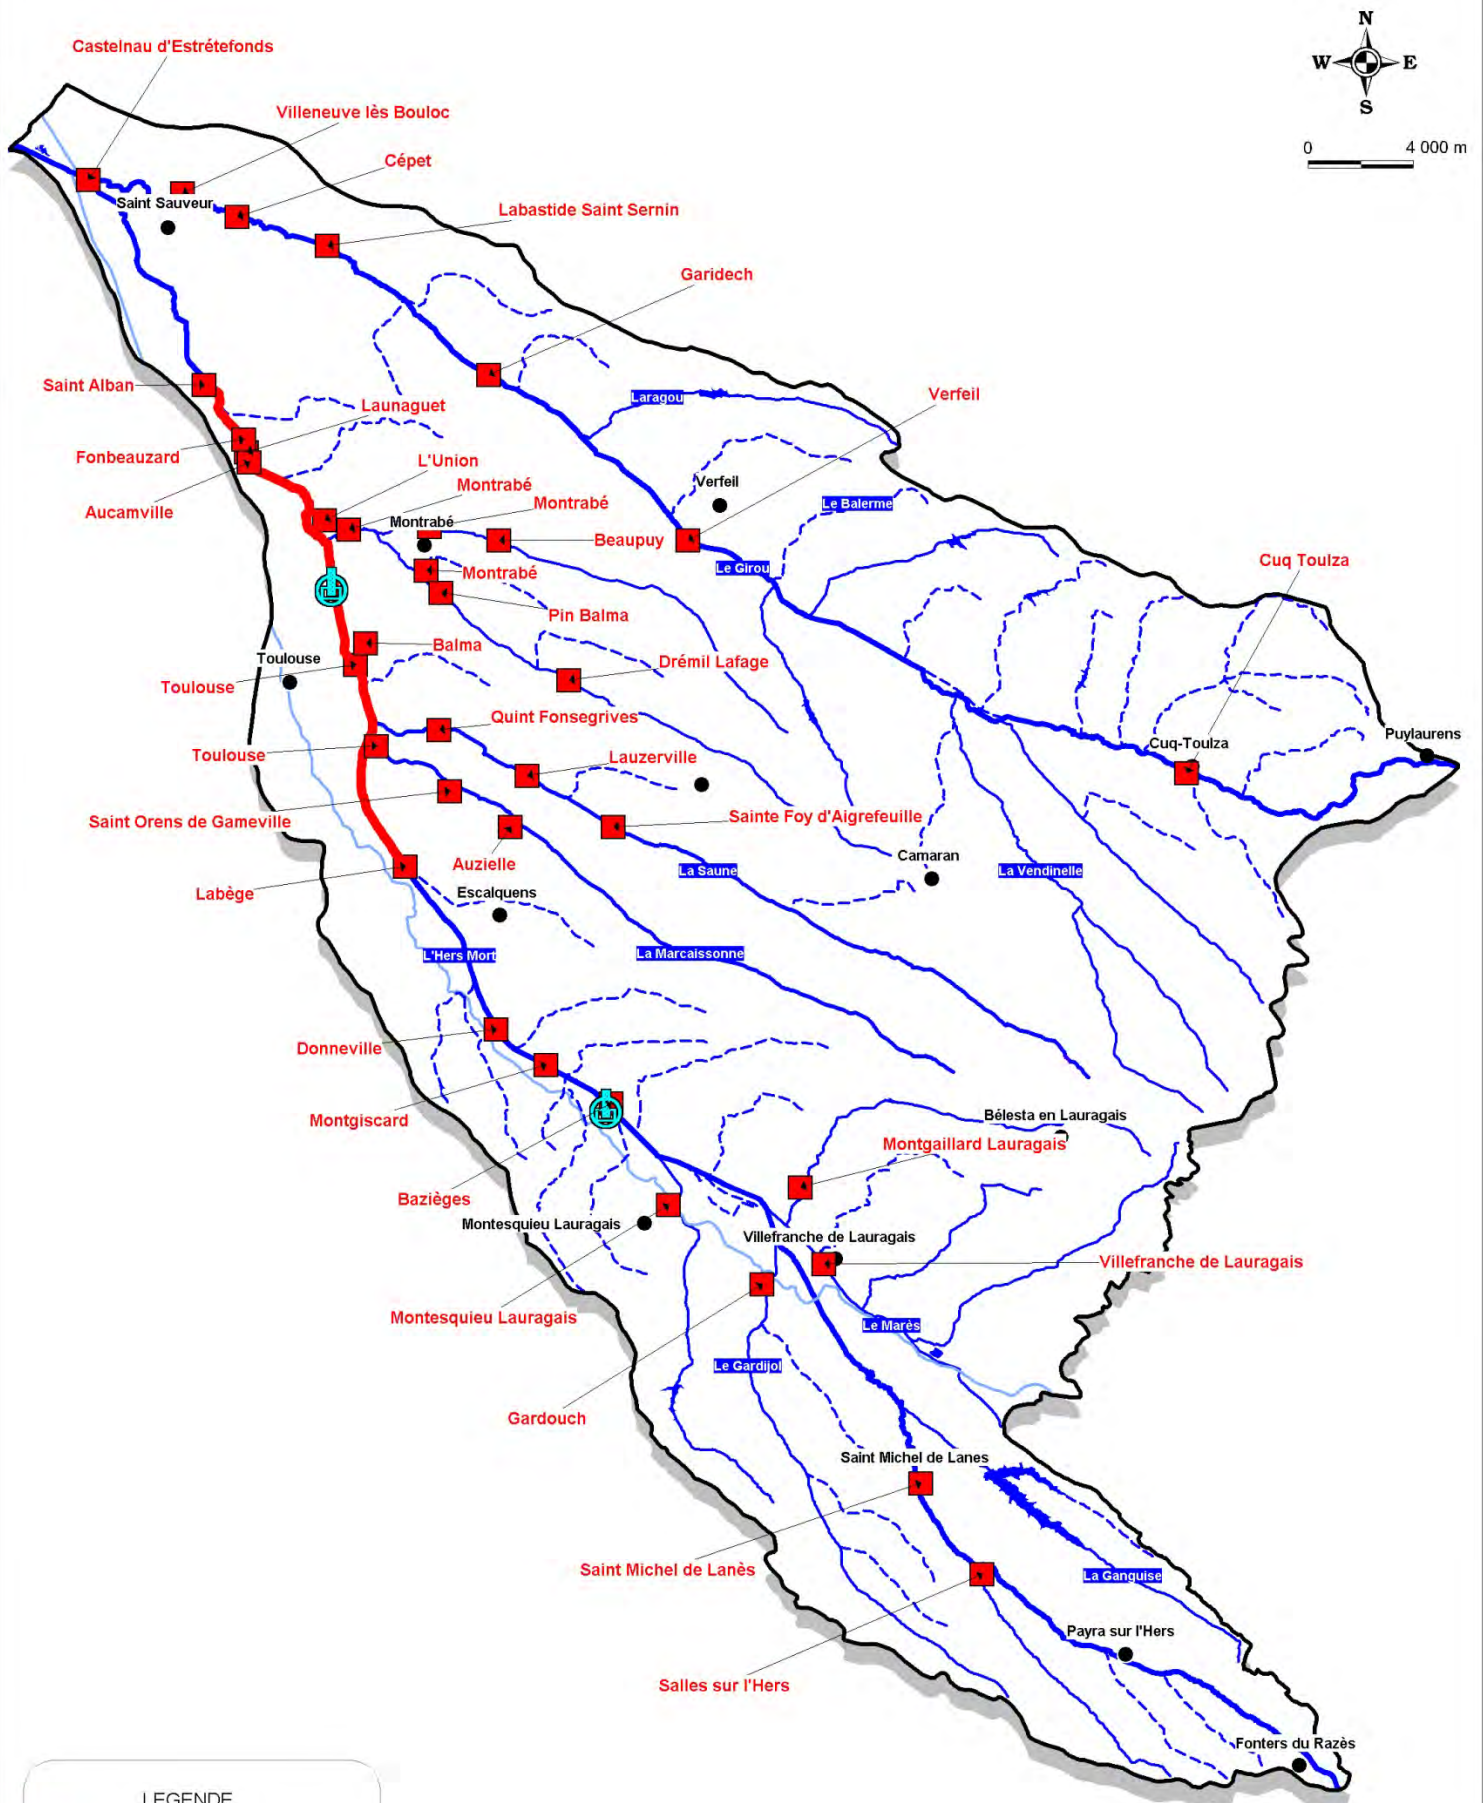 N
W E
S
0 4 000 m
Castelnau d'Estrétefonds
Villeneuve lès Bouloc
Cépet
Saint Sauveur
Labastide Saint Sernin
Garidech
Saint Alban
Laragou
Verfeil
Launaguet
Fonbeauzard
L'Union
Montrabé
Verfeil
Aucamville
Montrabé
Le Balerme
Montrabé
Beaupuy
Le Girou
Cuq Toulza
Montrabé
Pin Balma
Balma
Toulouse
Drémil Lafage
Toulouse
Quint Fonsegrives
Puylaurens
Cuq-Toulza
Toulouse
Lauzerville
Saint Orens de Gameville
Sainte Foy d'Aigrefeuille
Camaran
Auzielle
La Saune
La Vendinelle
Labège
Escalquens
L'Hers Mort
La Marcaissonne
Donneville
Montgiscard
Bélesta en Lauragais
Montgaillard Lauragais
Bazièges
Montesquieu Lauragais
Villefranche de Lauragais
Villefranche de Lauragais
Montesquieu Lauragais
Le Marès
Le Gardijol
Gardouch
Saint Michel de Lanes
Saint Michel de Lanès
La Ganguise
Payra sur l'Hers
Salles sur l'Hers
Fonters du Razès
LEGENDE